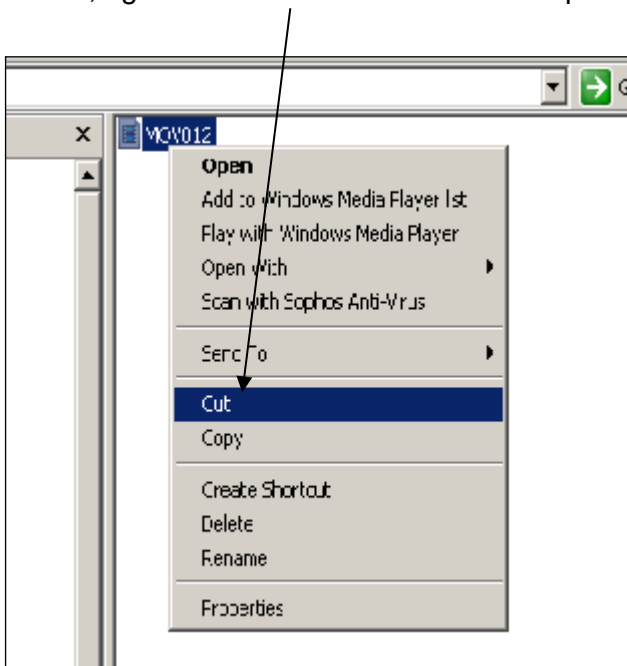 X MOV012
Open
Add to Windows Media Player list
Play with Windows Media Player
Open With
Scan with Sophos Anti-Virus
Send To
Cut
Copy
Create Shortcut
Delete
Rename
Properties